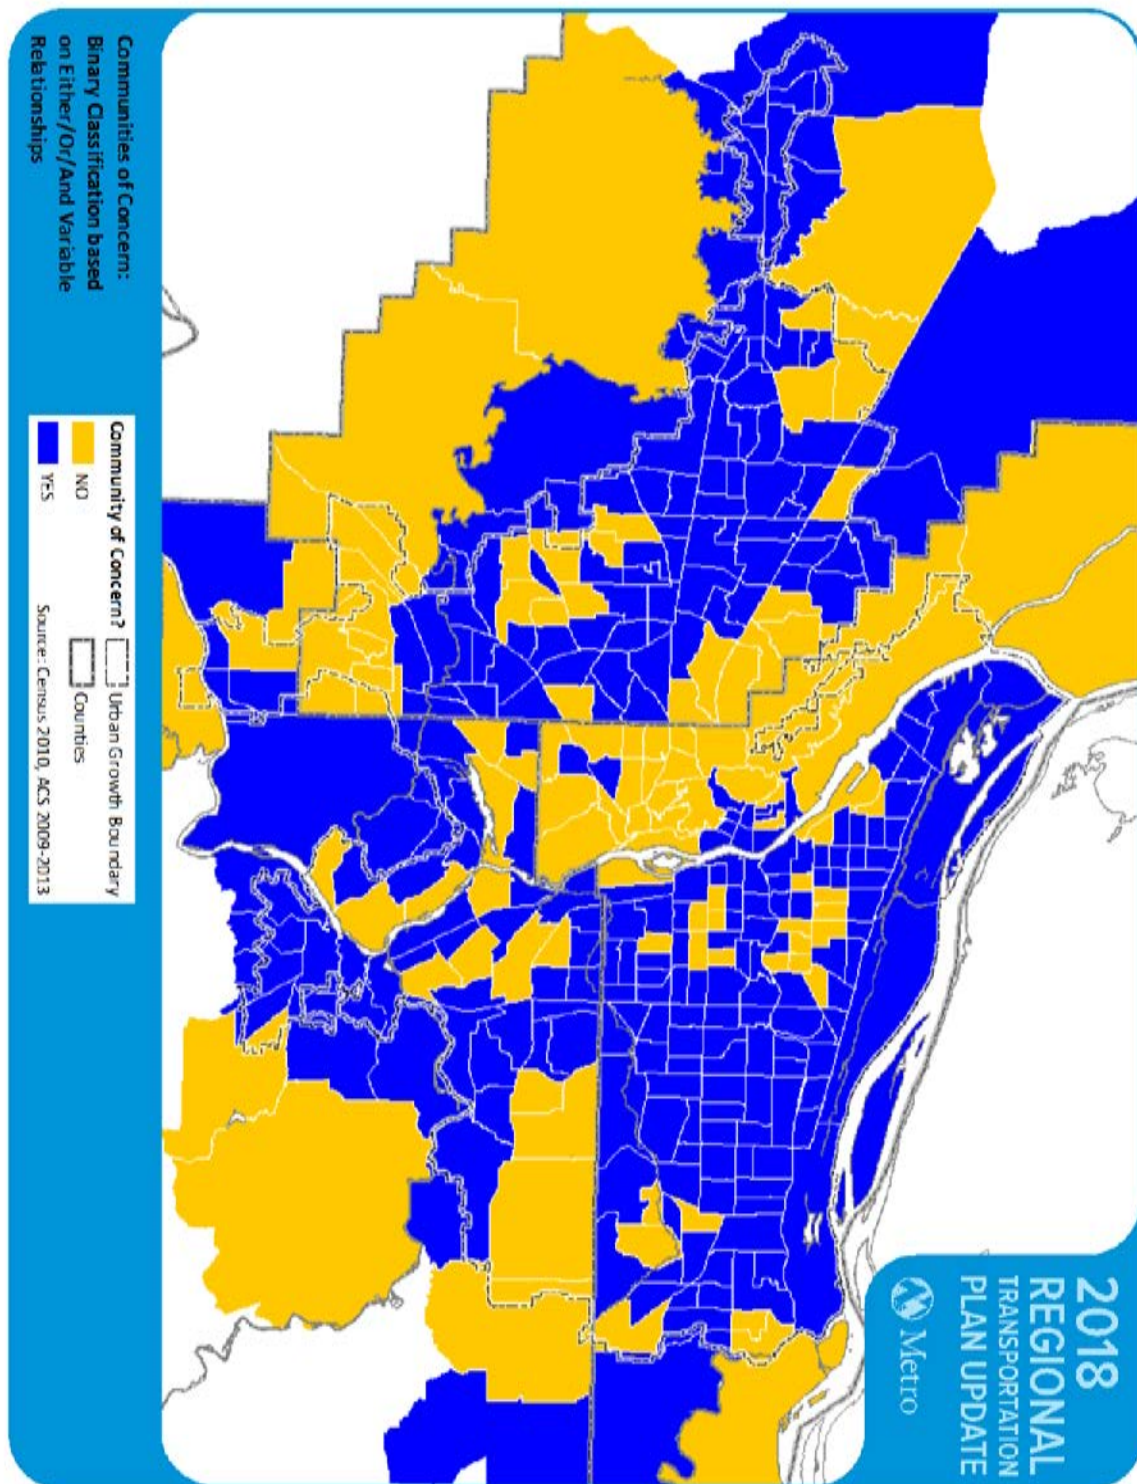 2018
REGIONAL
TRANSPORTATION
PLAN UPDATE
Metro
Communities of Concern:
Binary Classification based
on Either/Or/And Variable
Relationships
Community of Concern?
NO
YES
Urban Growth Boundary
Counties
Source: Census 2010, ACS 2009-2013